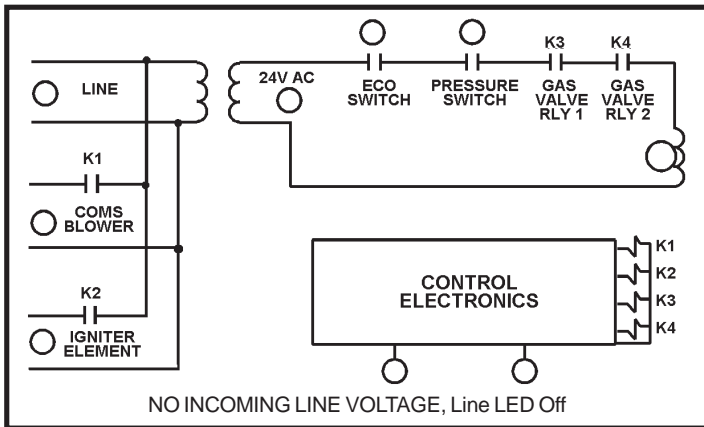 LINE
K1
COMS
BLOWER
K2
IGNITER
ELEMENT
24V AC
ECO
SWITCH
PRESSURE
SWITCH
K3
GAS
VALVE
RLY 1
K4
GAS
VALVE
RLY 2
CONTROL
ELECTRONICS
K1
K2
K3
K4
NO INCOMING LINE VOLTAGE, Line LED Off